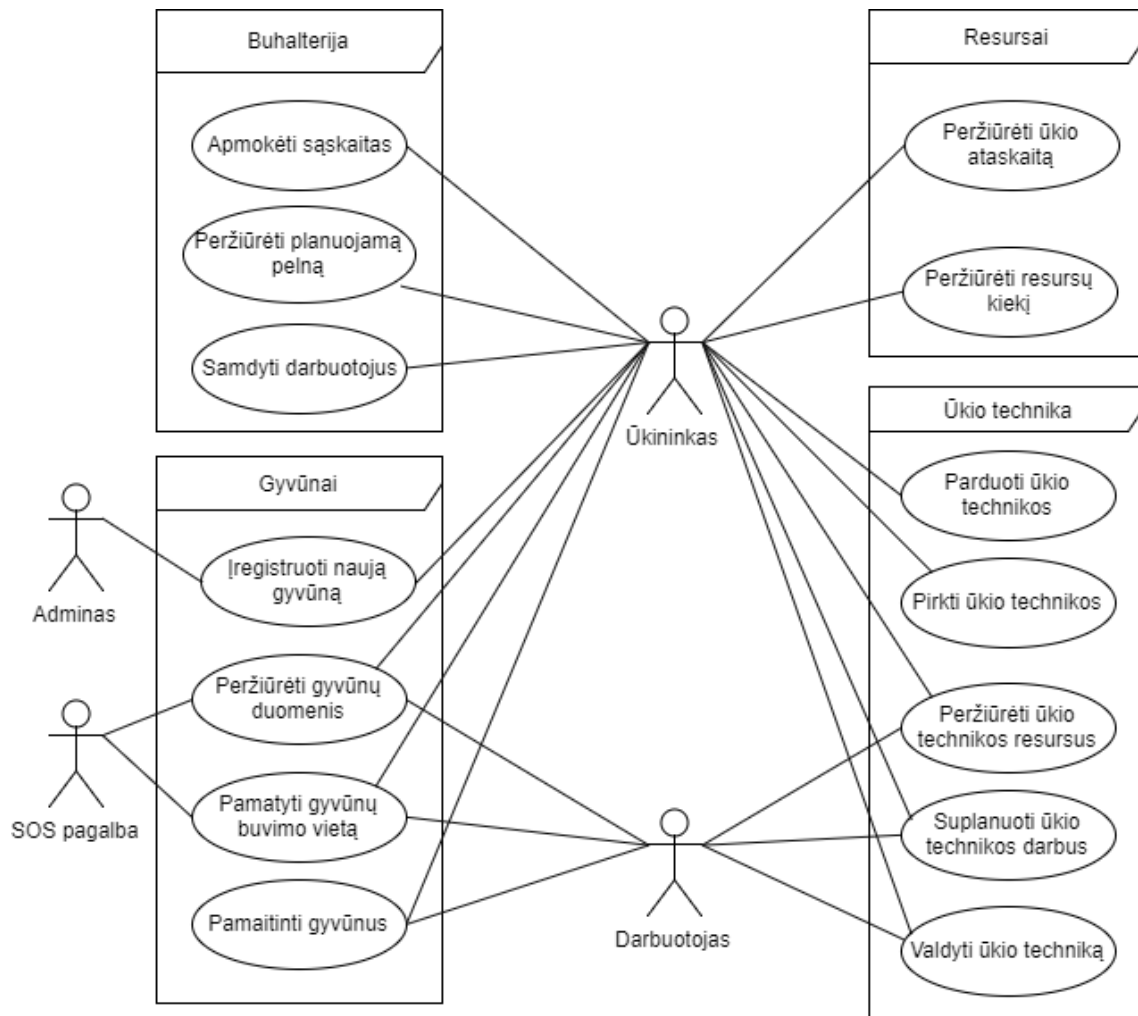 Buhalterija
Apmokėti sąskaitas
Peržiūrėti planuojamą
pelną
Samdyti darbuotojus
Resursai
Peržiūrėti ūkio
ataskaitą
Peržiūrėti resursų
kiekį
Ūkininkas
Gyvūnai
Įregistruoti naują
gyvūną
Peržiūrėti gyvūnų
duomenis
Pamatyti gyvūnų
buvimo vietą
Pamaitinti gyvūnus
Adminas
SOS pagalba
Darbuotojas
Ūkio technika
Parduoti ūkio
technikos
Pirkti ūkio technikos
Peržiūrėti ūkio
technikos resursus
Suplanuoti ūkio
technikos darbus
Valdyti ūkio techniką